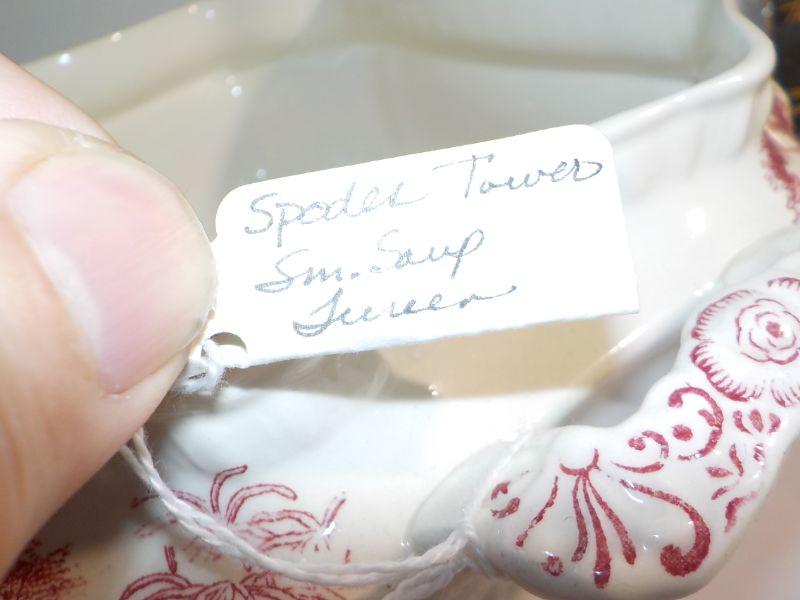 Spodes Tower
Sm. Soup
Tureen